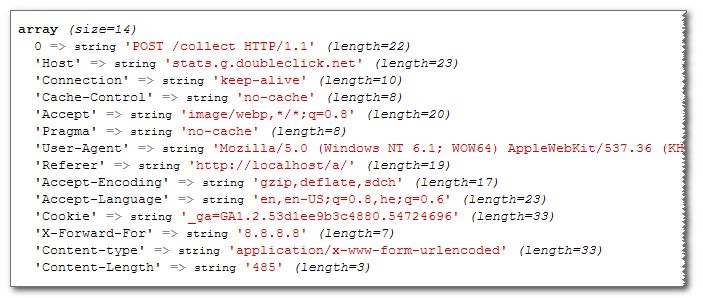 array (size=14)
0 => string 'POST /collect HTTP/1.1' (length=22)
'Host' => string 'stats.g.doubleclick.net' (length=23)
'Connection' => string 'keep-alive' (length=10)
'Cache-Control' => string 'no-cache' (length=8)
'Accept' => string 'image/webp,*/*;q=0.8' (length=20)
'Pragma' => string 'no-cache' (length=8)
'User-Agent' => string 'Mozilla/5.0 (Windows NT 6.1; WOW64) AppleWebKit/537.36 (KH
'Referer' => string 'http://localhost/a/' (length=19)
'Accept-Encoding' => string 'gzip,deflate,sdch' (length=17)
'Accept-Language' => string 'en,en-US;q=0.8,he;q=0.6' (length=23)
'Cookie' => string '_ga=GA1.2.53d1ee9b3c4880.54724696' (length=33)
'X-Forward-For' => string '8.8.8.8' (length=7)
'Content-type' => string 'application/x-www-form-urlencoded' (length=33)
'Content-Length' => string '485' (length=3)